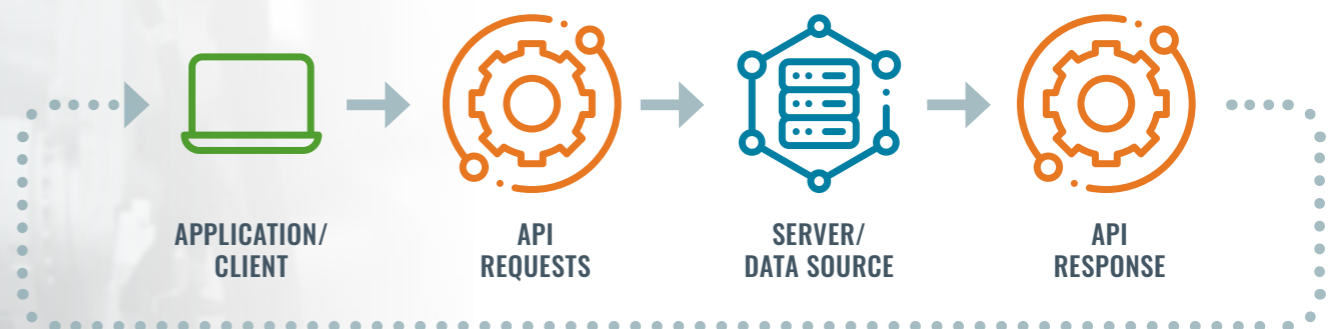 APPLICATION/
CLIENT
API
REQUESTS
SERVER/
DATA SOURCE
API
RESPONSE